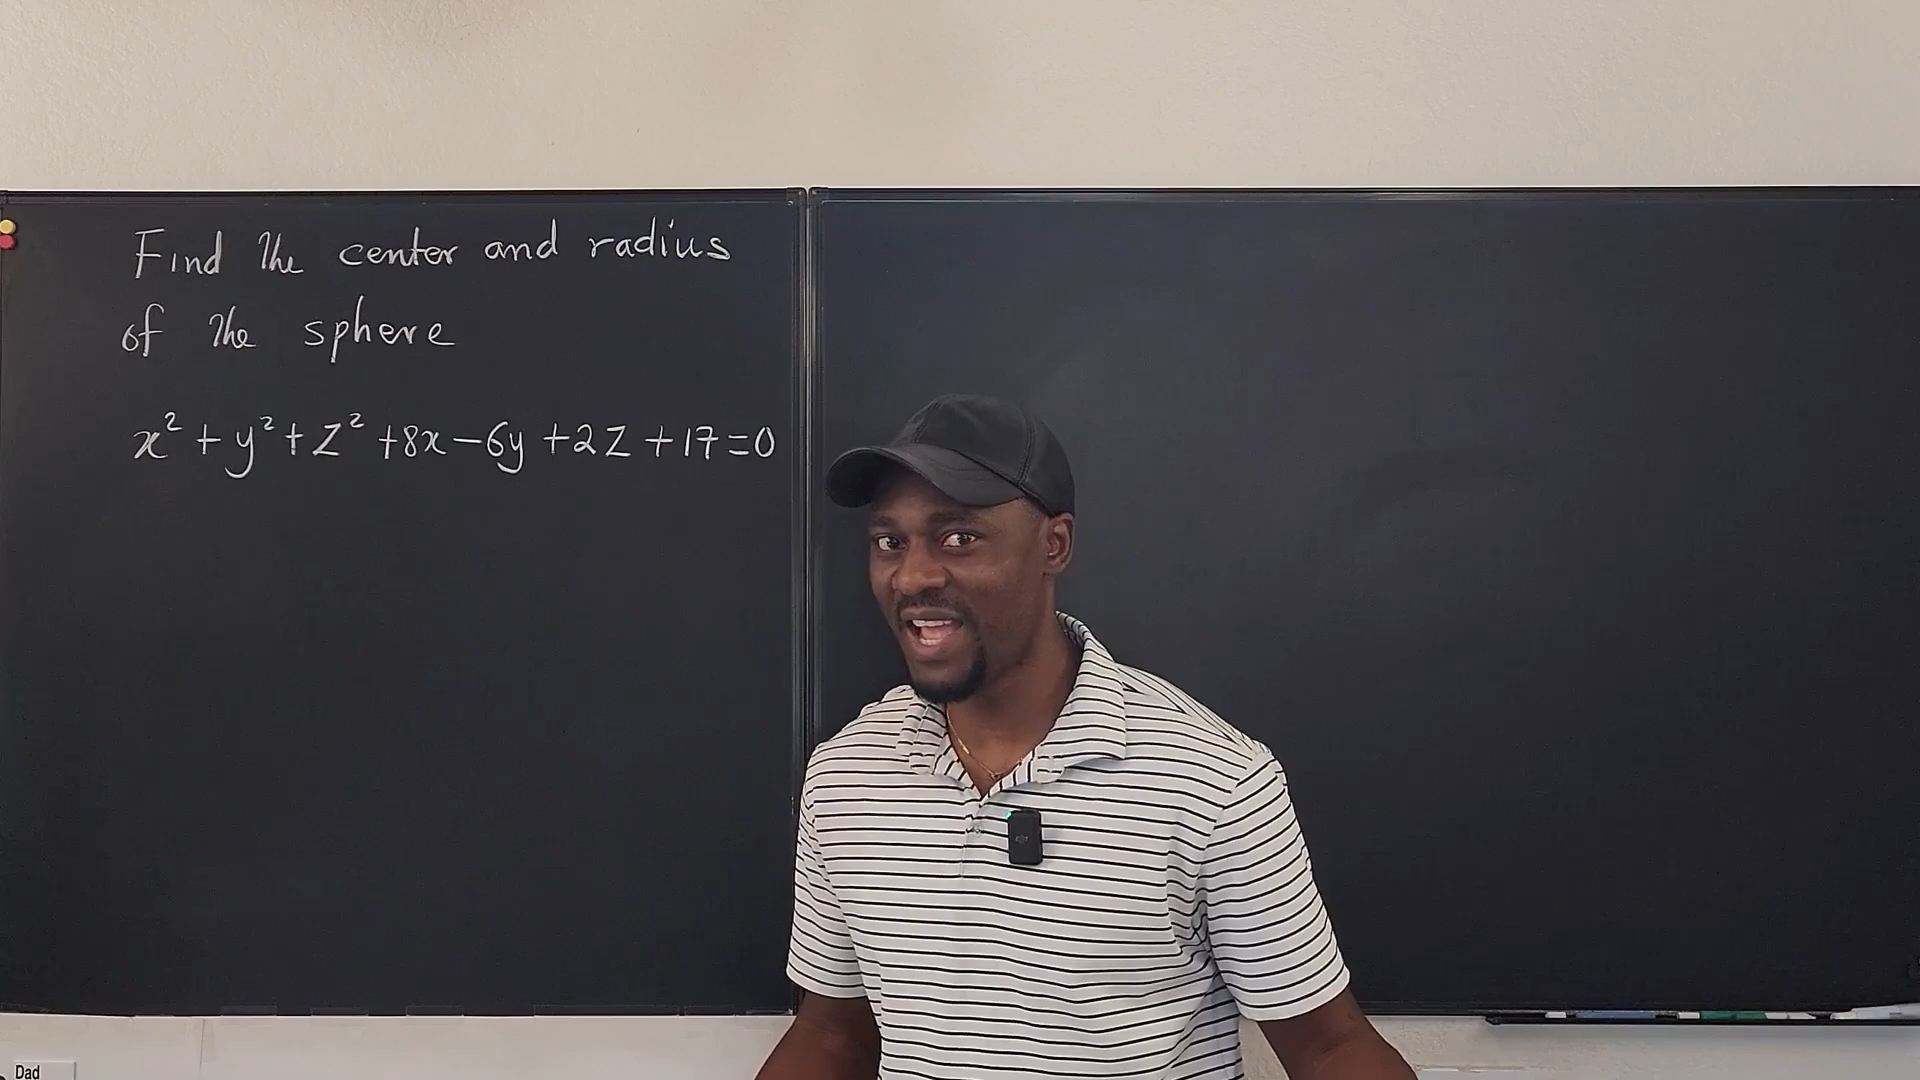 Find the center and radius
of the sphere
x² + y² + z² + 8x - 6y + 2z + 17 = 0
Dad